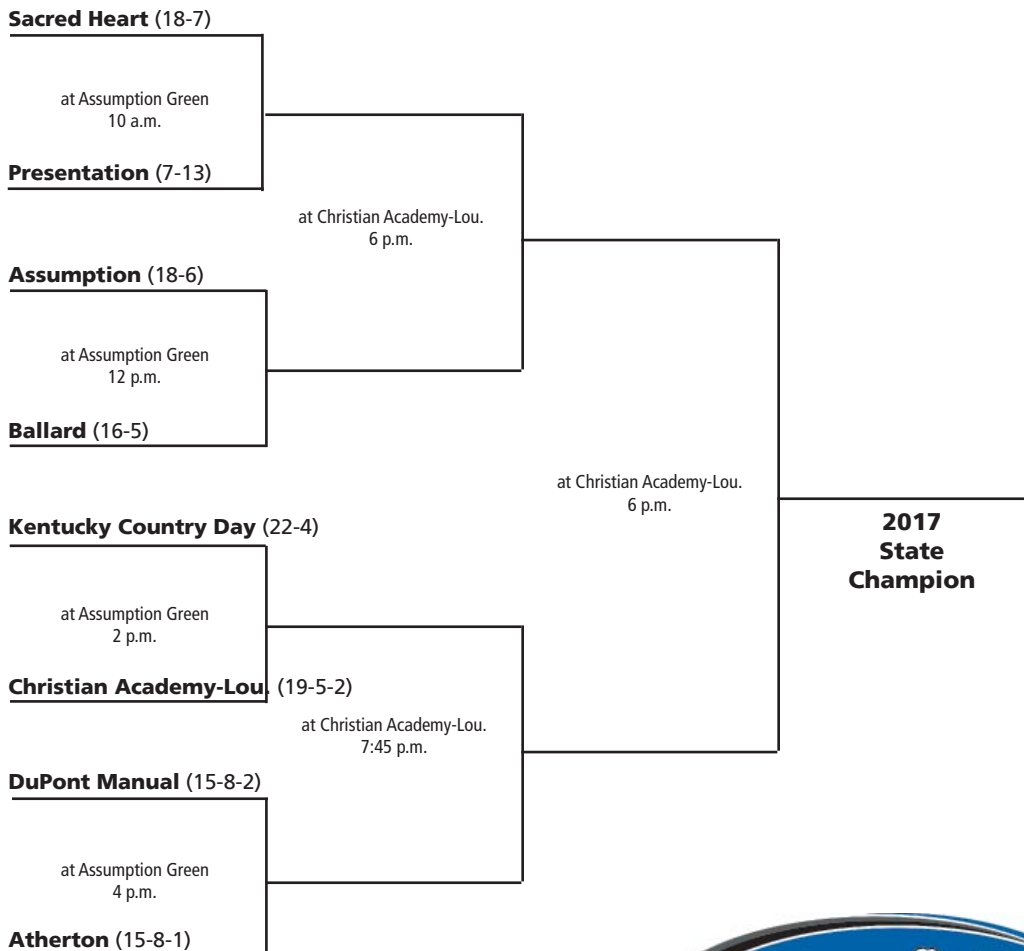 Sacred Heart (18-7)
at Assumption Green
10 a.m.
Presentation (7-13)
at Christian Academy-Lou.
6 p.m.
Assumption (18-6)
at Assumption Green
12 p.m.
Ballard (16-5)
at Christian Academy-Lou.
6 p.m.
2017
State
Champion
Kentucky Country Day (22-4)
at Assumption Green
2 p.m.
Christian Academy-Lou. (19-5-2)
at Christian Academy-Lou.
7:45 p.m.
DuPont Manual (15-8-2)
at Assumption Green
4 p.m.
Atherton (15-8-1)